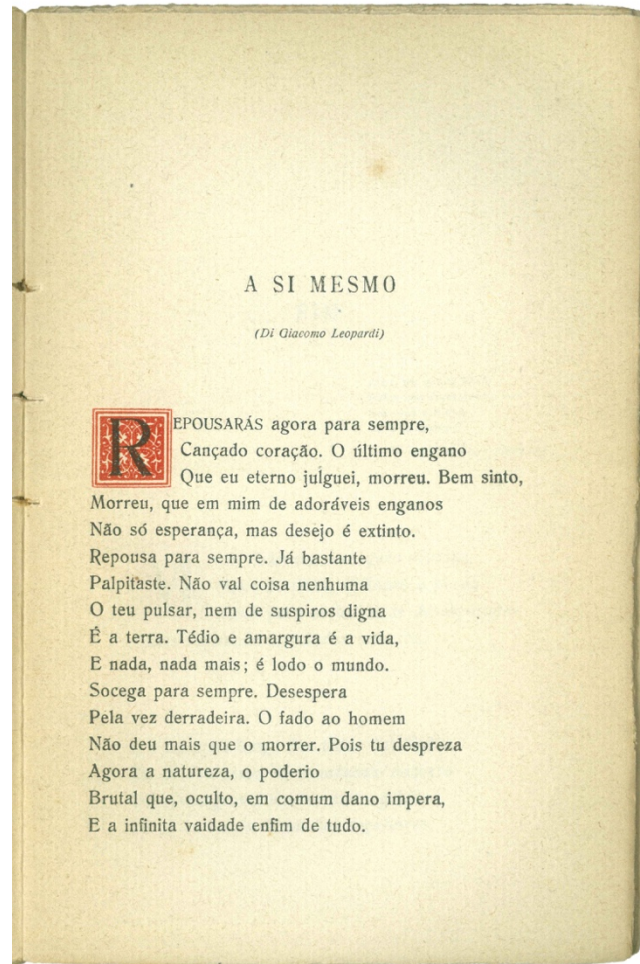 A SI MESMO
(Di Giacomo Leopardi)
REPOUSARÁS agora para sempre,
Cançado coração. O último engano
Que eu eterno julguei, morreu. Bem sinto,
Morreu, que em mim de adoráveis enganos
Não só esperança, mas desejo é extinto.
Repousa para sempre. Já bastante
Palpitaste. Não val coisa nenhuma
O teu pulsar, nem de suspiros digna
É a terra. Tédio e amargura é a vida,
E nada, nada mais; é lodo o mundo.
Socega para sempre. Desespera
Pela vez derradeira. O fado ao homem
Não deu mais que o morrer. Pois tu despreza
Agora a natureza, o poderio
Brutal que, oculto, em comum dano impera,
E a infinita vaidade enfim de tudo.